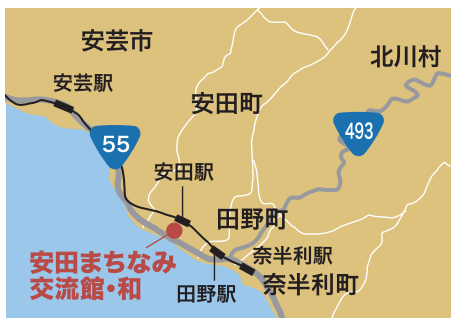 安芸市
北川村
安芸駅
安田町
493
55
安田駅
田野町
奈半利駅
安田まちなみ
交流館・和
田野駅
奈半利町